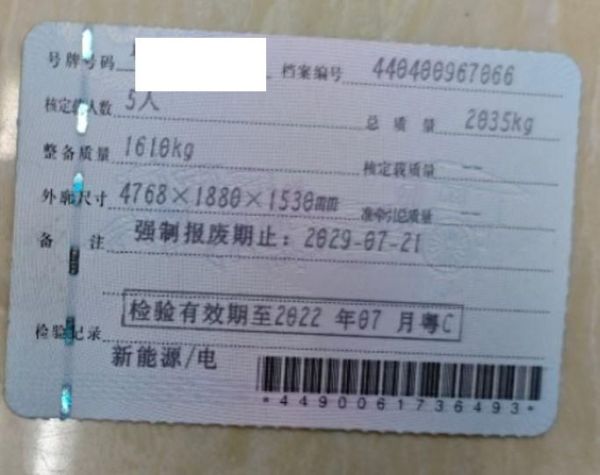 号牌号码 档案编号 440400967066
核定载人数 5人 总质量 2035kg
整备质量 1610kg 核定载质量 --
外廓尺寸 4768×1880×1530mm 准牵引总质量 --
备注 强制报废期止：2029-07-21
检验有效期至2022年07月粤C
检验记录
新能源/电
*4490061736493*